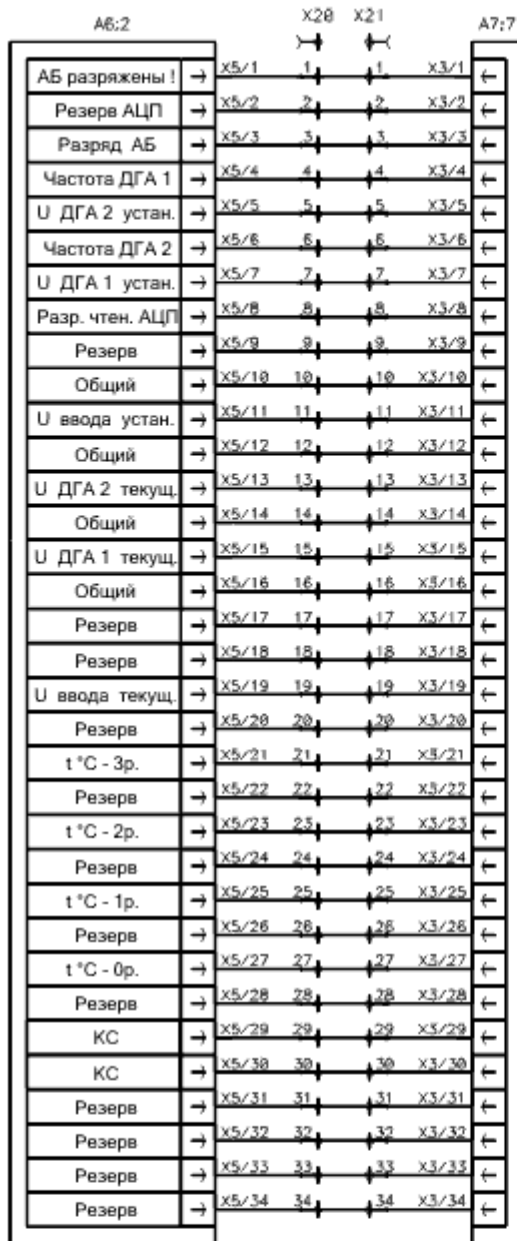 X20 X21
A6:2 A7:7
АБ разряжены ! X5/1 1 1 X3/1
Резерв АЦП X5/2 2 2 X3/2
Разряд АБ X5/3 3 3 X3/3
Частота ДГА 1 X5/4 4 4 X3/4
U ДГА 2 устан. X5/5 5 5 X3/5
Частота ДГА 2 X5/6 6 6 X3/6
U ДГА 1 устан. X5/7 7 7 X3/7
Разр. чтен. АЦП X5/8 8 8 X3/8
Резерв X5/9 9 9 X3/9
Общий X5/10 10 10 X3/10
U ввода устан. X5/11 11 11 X3/11
Общий X5/12 12 12 X3/12
U ДГА 2 текущ. X5/13 13 13 X3/13
Общий X5/14 14 14 X3/14
U ДГА 1 текущ. X5/15 15 15 X3/15
Общий X5/16 16 16 X3/16
Резерв X5/17 17 17 X3/17
Резерв X5/18 18 18 X3/18
U ввода текущ. X5/19 19 19 X3/19
Резерв X5/20 20 20 X3/20
t °C - 3р. X5/21 21 21 X3/21
Резерв X5/22 22 22 X3/22
t °C - 2р. X5/23 23 23 X3/23
Резерв X5/24 24 24 X3/24
t °C - 1р. X5/25 25 25 X3/25
Резерв X5/26 26 26 X3/26
t °C - 0р. X5/27 27 27 X3/27
Резерв X5/28 28 28 X3/28
КС X5/29 29 29 X3/29
КС X5/30 30 30 X3/30
Резерв X5/31 31 31 X3/31
Резерв X5/32 32 32 X3/32
Резерв X5/33 33 33 X3/33
Резерв X5/34 34 34 X3/34